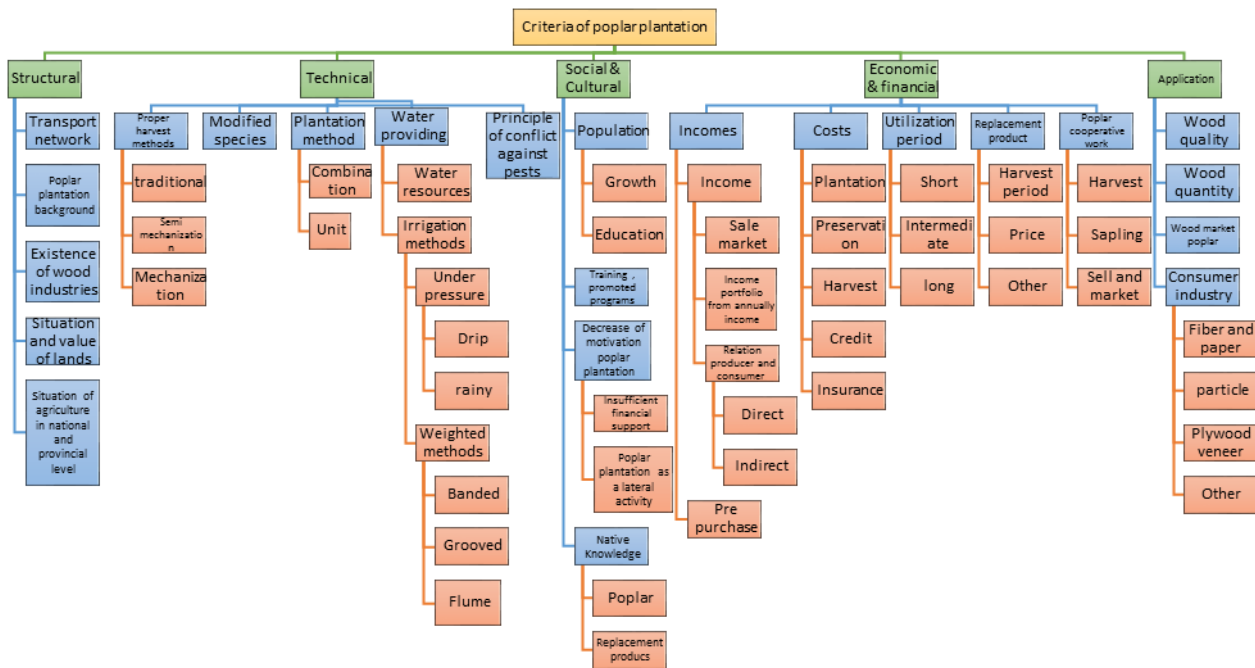 Criteria of poplar plantation
Structural
Transport
network
Poplar
plantation
background
Existence of
wood
industries
Situation
and value
of lands
Situation of
agriculture
in national
and
provincial
level
Technical
Proper
harvest
methods
traditional
Semi
mechanizatio
n
Mechaniz
ation
Modified
species
Plantation
method
Combina
tion
Unit
Water
providing
Water
resources
Irrigation
methods
Under
pressure
Drip
rainy
Weighted
methods
Banded
Grooved
Flume
Principle
of conflict
against
pests
Social &
Cultural
Population
Growth
Education
Training ,
promoted
programs
Decrease of
motivation
poplar
plantation
Insufficient
financial
support
Poplar
plantation as
a lateral
activity
Native
Knowledge
Poplar
Replacement
producs
Economic
& financial
Incomes
Income
Sale
market
Income
portfolio
from annually
income
Relation
producer and
consumer
Direct
Indirect
Pre
purchase
Costs
Plantation
Preservati
on
Harvest
Credit
Insurance
Utilization
period
Short
Intermedi
ate
long
Replacement
product
Harvest
period
Price
Other
Poplar
cooperative
work
Harvest
Sapling
Sell and
market
Application
Wood
quality
Wood
quantity
Wood market
poplar
Consumer
industry
Fiber and
paper
particle
Plywood
veneer
Other